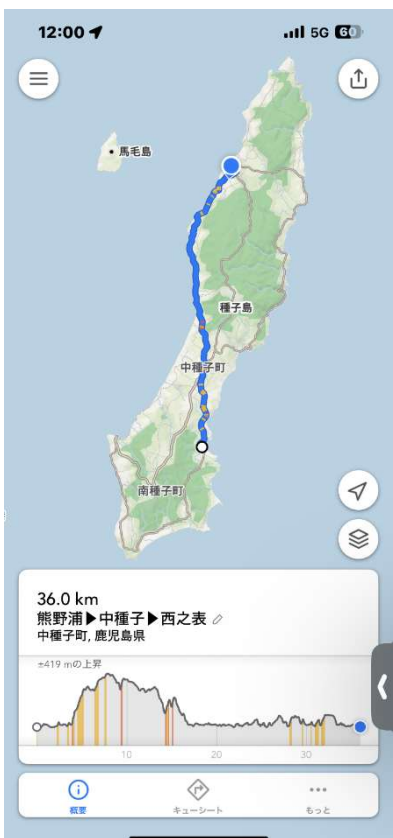 12:00
5G 60
馬毛島
種子島
中種子町
南種子町
36.0 km
熊野浦▶中種子▶西之表
中種子町, 鹿児島県
±419 mの上昇
10 20 30
概要 キューシート もっと